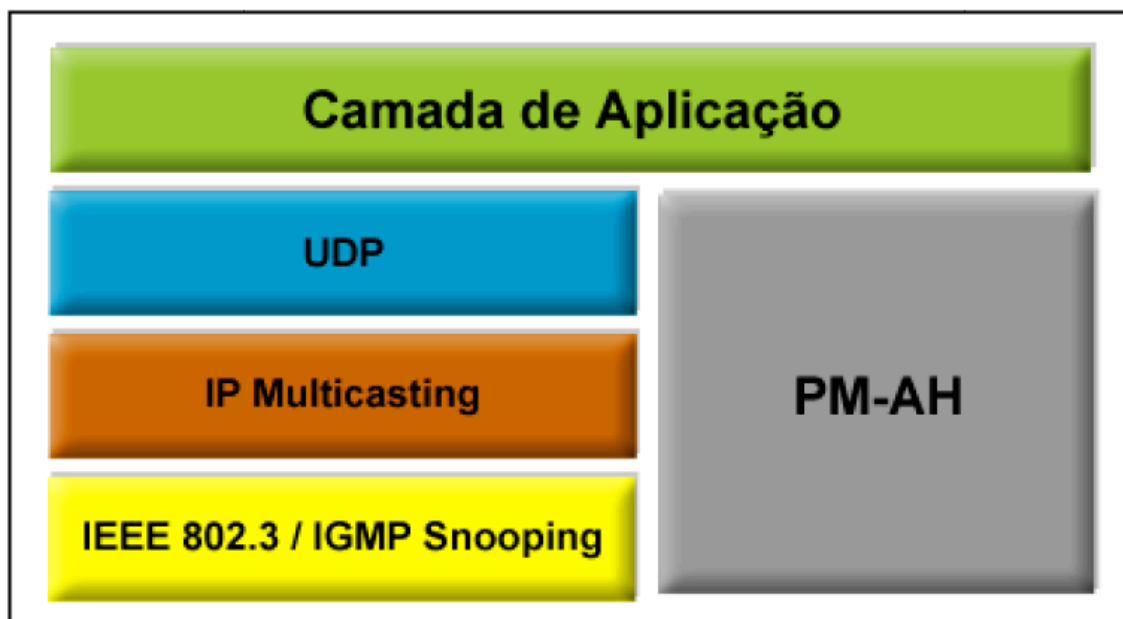 Camada de Aplicação
UDP
IP Multicasting
IEEE 802.3 / IGMP Snooping
PM-AH